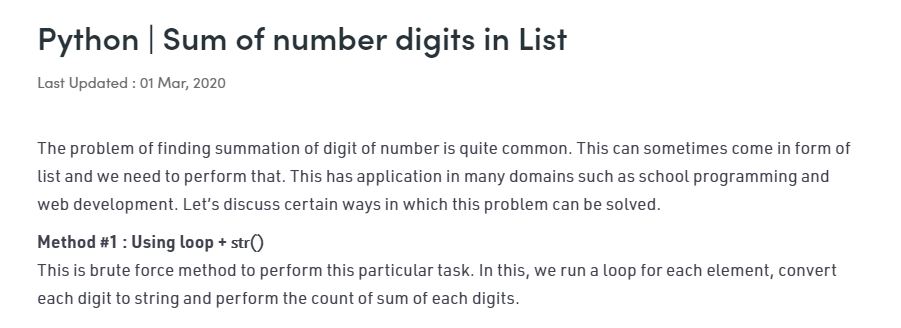 Python | Sum of number digits in List
Last Updated : 01 Mar, 2020
The problem of finding summation of digit of number is quite common. This can sometimes come in form of
list and we need to perform that. This has application in many domains such as school programming and
web development. Let’s discuss certain ways in which this problem can be solved.
Method #1 : Using loop + str()
This is brute force method to perform this particular task. In this, we run a loop for each element, convert
each digit to string and perform the count of sum of each digits.